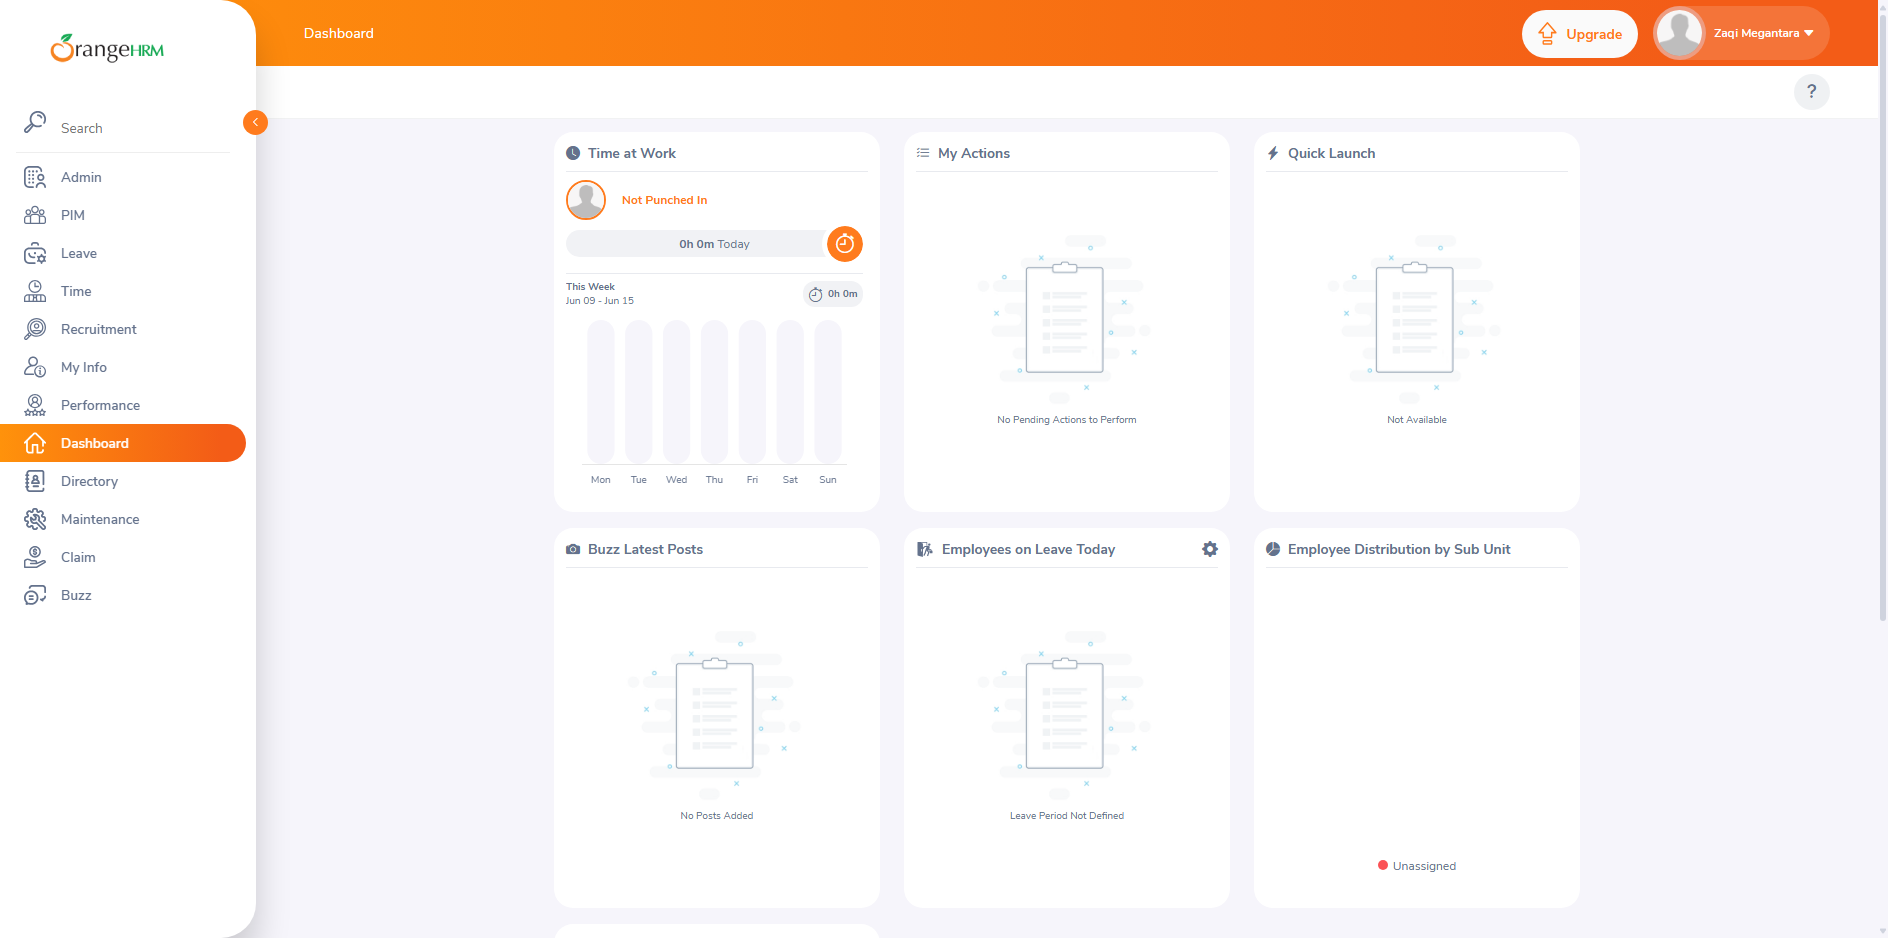 OrangeHRM
Dashboard
Upgrade
Zaqi Megantara
?
Search
Admin
PIM
Leave
Time
Recruitment
My Info
Performance
Dashboard
Directory
Maintenance
Claim
Buzz
Time at Work
Not Punched In
0h 0m Today
This Week
Jun 09 - Jun 15
0h 0m
Mon Tue Wed Thu Fri Sat Sun
My Actions
No Pending Actions to Perform
Quick Launch
Not Available
Buzz Latest Posts
No Posts Added
Employees on Leave Today
Leave Period Not Defined
Employee Distribution by Sub Unit
Unassigned